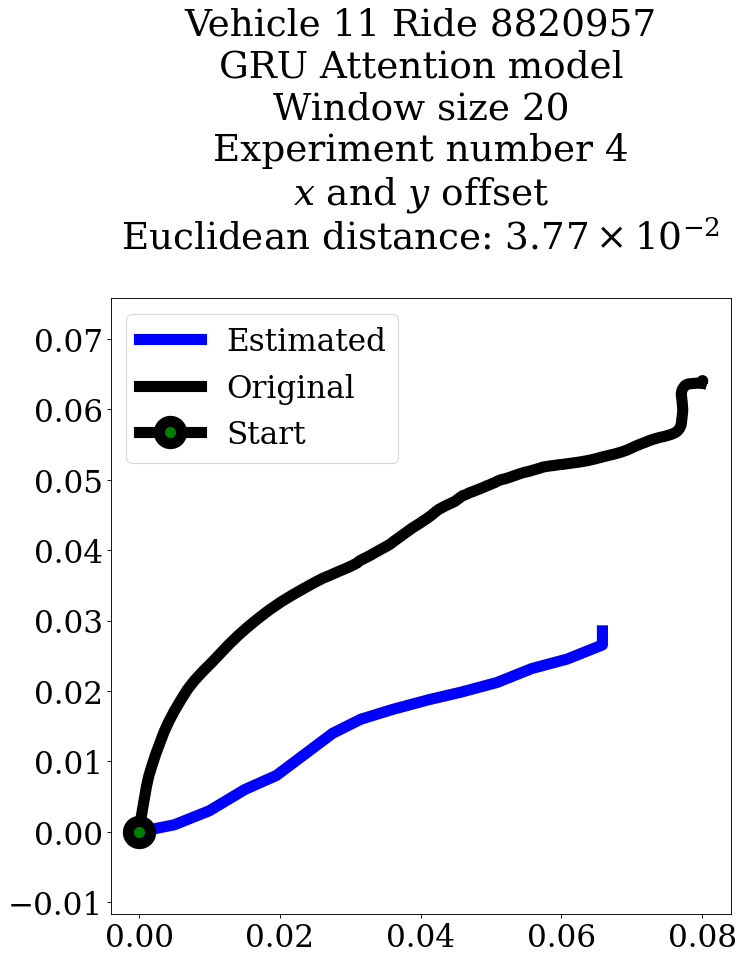 Vehicle 11 Ride 8820957
GRU Attention model
Window size 20
Experiment number 4
x and y offset
Euclidean distance: 3.77 × 10⁻²
Estimated
Original
Start
0.07
0.06
0.05
0.04
0.03
0.02
0.01
0.00
−0.01
0.00 0.02 0.04 0.06 0.08